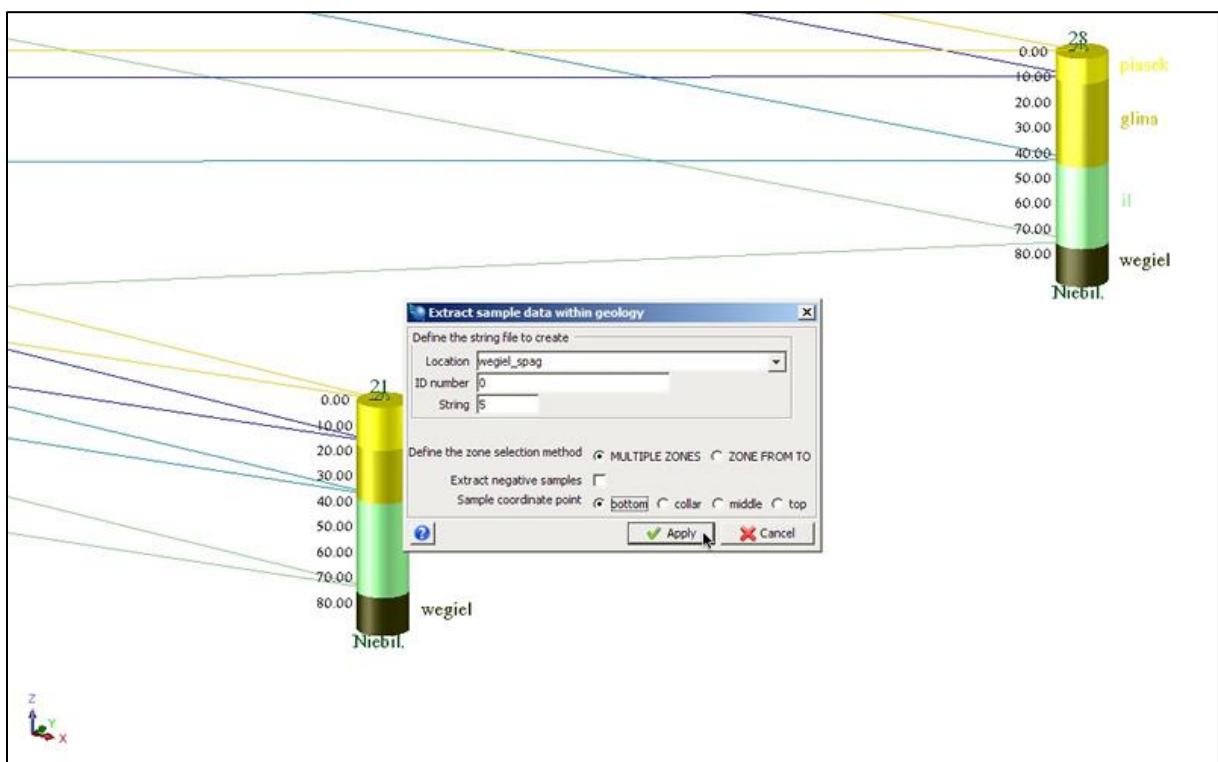 28
0.00
piasek
10.00
20.00
glina
30.00
40.00
50.00
60.00
il
70.00
80.00
wegiel
Niebil.
Extract sample data within geology
Define the string file to create
Location wegiel_spag
ID number 0
String 5
Define the zone selection method MULTIPLE ZONES ZONE FROM TO
Extract negative samples
Sample coordinate point bottom collar middle top
Apply Cancel
21
0.00
10.00
20.00
30.00
40.00
50.00
60.00
70.00
80.00
wegiel
Niebil.
Z
Y
X